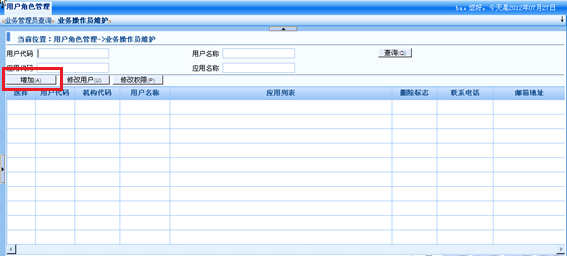 用户角色管理
ba，您好。今天是2012年07月27日
业务管理员查询 业务操作员维护
当前位置：用户角色管理->业务操作员维护
用户代码 用户名称 查询(Q)
应用代码 应用名称
增加(A) 修改用户(U) 修改权限(P)
选择 用户代码 机构代码 用户名称 应用列表 删除标志 联系电话 邮箱地址